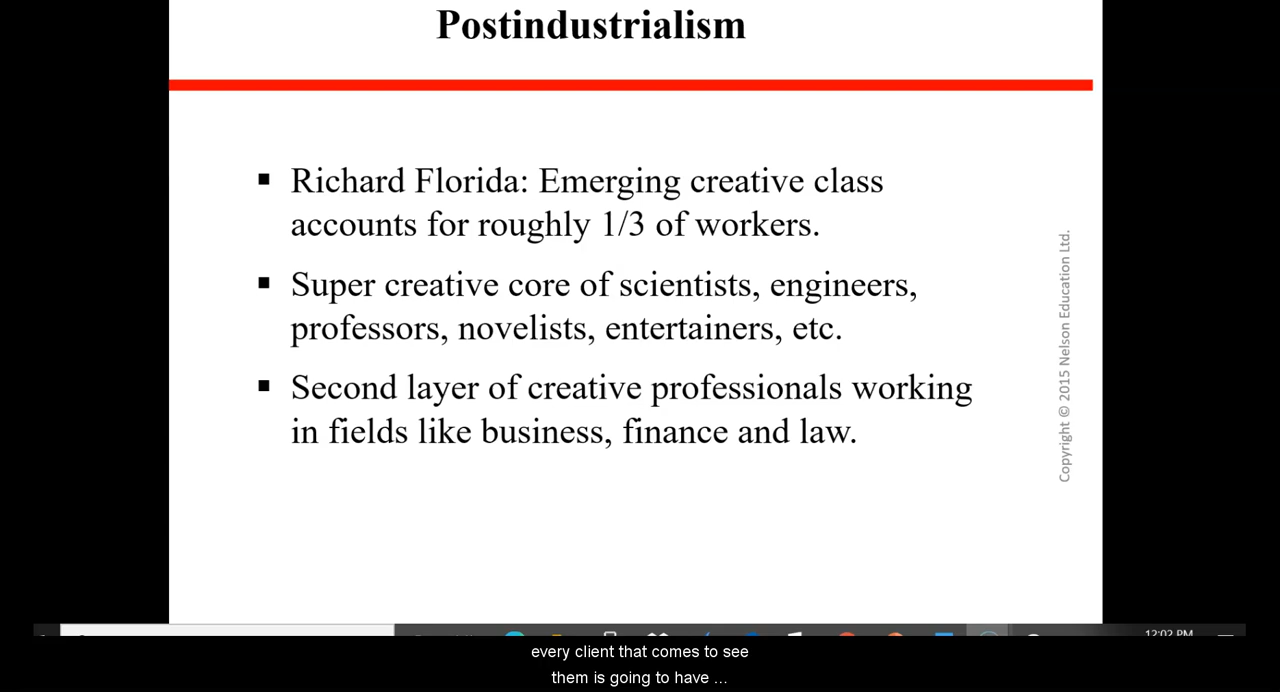 Postindustrialism
▪ Richard Florida: Emerging creative class
accounts for roughly 1/3 of workers.
▪ Super creative core of scientists, engineers,
professors, novelists, entertainers, etc.
▪ Second layer of creative professionals working
in fields like business, finance and law.
Copyright © 2015 Nelson Education Ltd.
12:02 PM
every client that comes to see
them is going to have ...